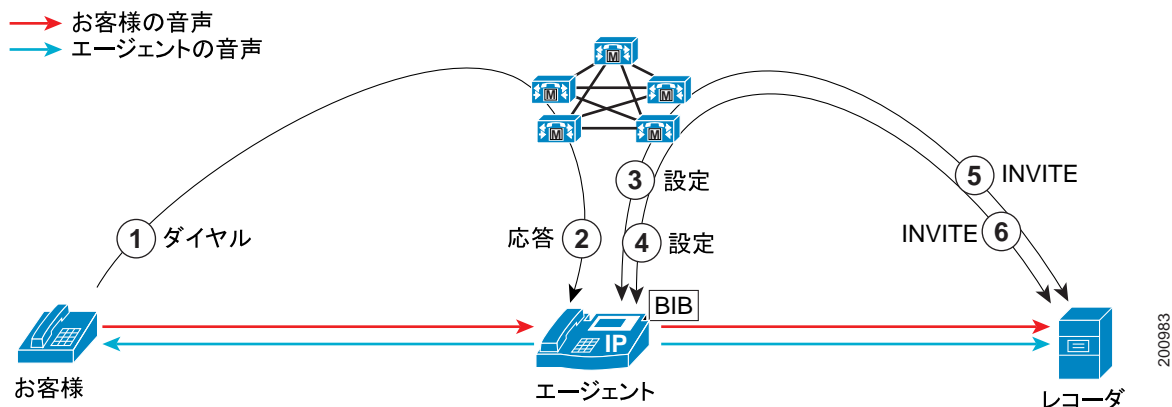 お客様の音声
エージェントの音声
M
M
M
M
M
3 設定
5 INVITE
1 ダイヤル
応答 2
4 設定
INVITE 6
BIB
IP
お客様
エージェント
レコーダ
200983